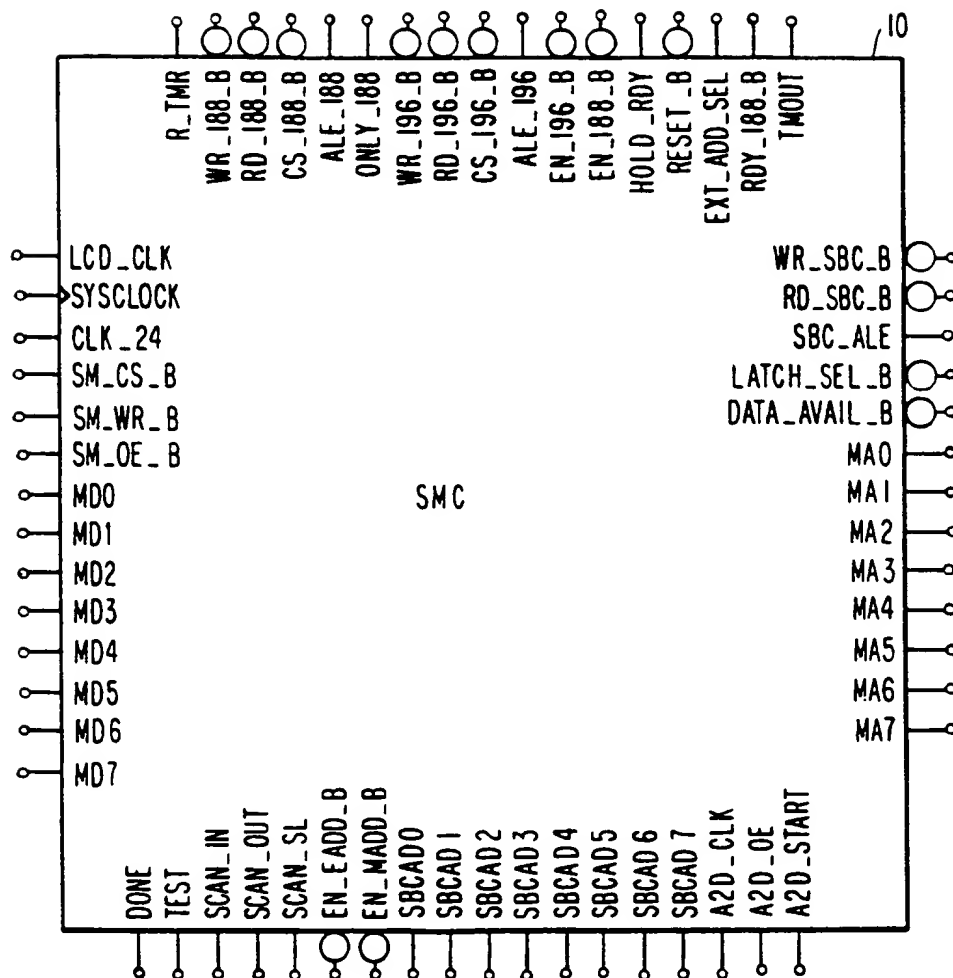 10
R_TMR
WR_188_B
RD_188_B
CS_188_B
ALE_188
ONLY_188
WR_196_B
RD_196_B
CS_196_B
ALE_196
EN_196_B
EN_188_B
HOLD_RDY
RESET_B
EXT_ADD_SEL
RDY_188_B
TMOUT
LCD_CLK
SYSCLOCK
CLK_24
SM_CS_B
SM_WR_B
SM_OE_B
MD0
MD1
MD2
MD3
MD4
MD5
MD6
MD7
SMC
WR_SBC_B
RD_SBC_B
SBC_ALE
LATCH_SEL_B
DATA_AVAIL_B
MA0
MA1
MA2
MA3
MA4
MA5
MA6
MA7
DONE
TEST
SCAN_IN
SCAN_OUT
SCAN_SL
EN_EADD_B
EN_MADD_B
SBCAD0
SBCAD1
SBCAD2
SBCAD3
SBCAD4
SBCAD5
SBCAD6
SBCAD7
A2D_CLK
A2D_OE
A2D_START